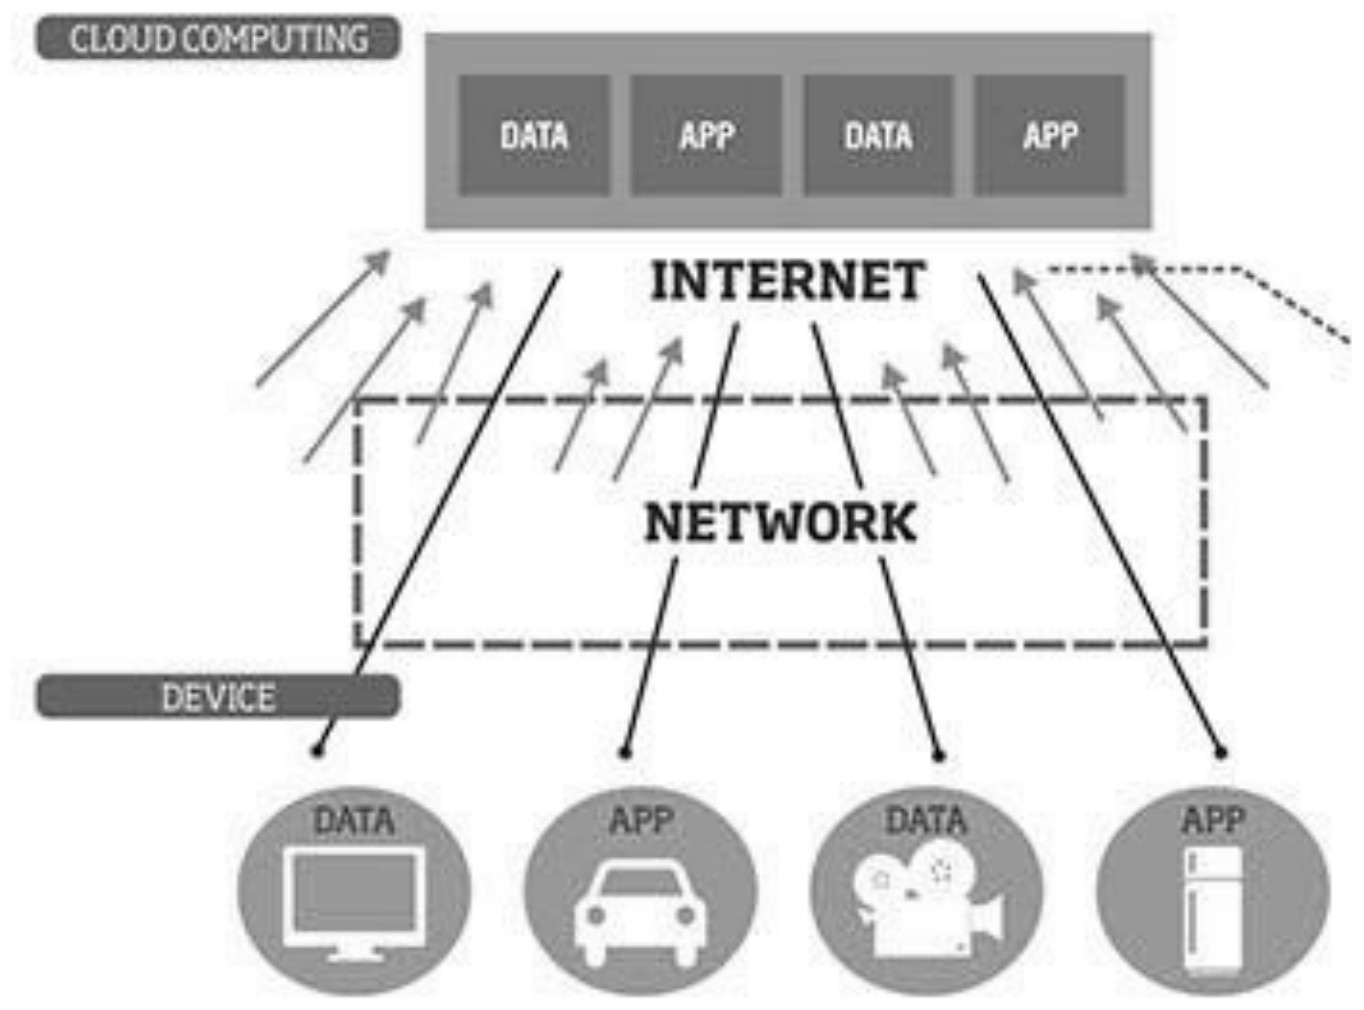 CLOUD COMPUTING
DATA APP DATA APP
INTERNET
NETWORK
DEVICE
DATA APP DATA APP